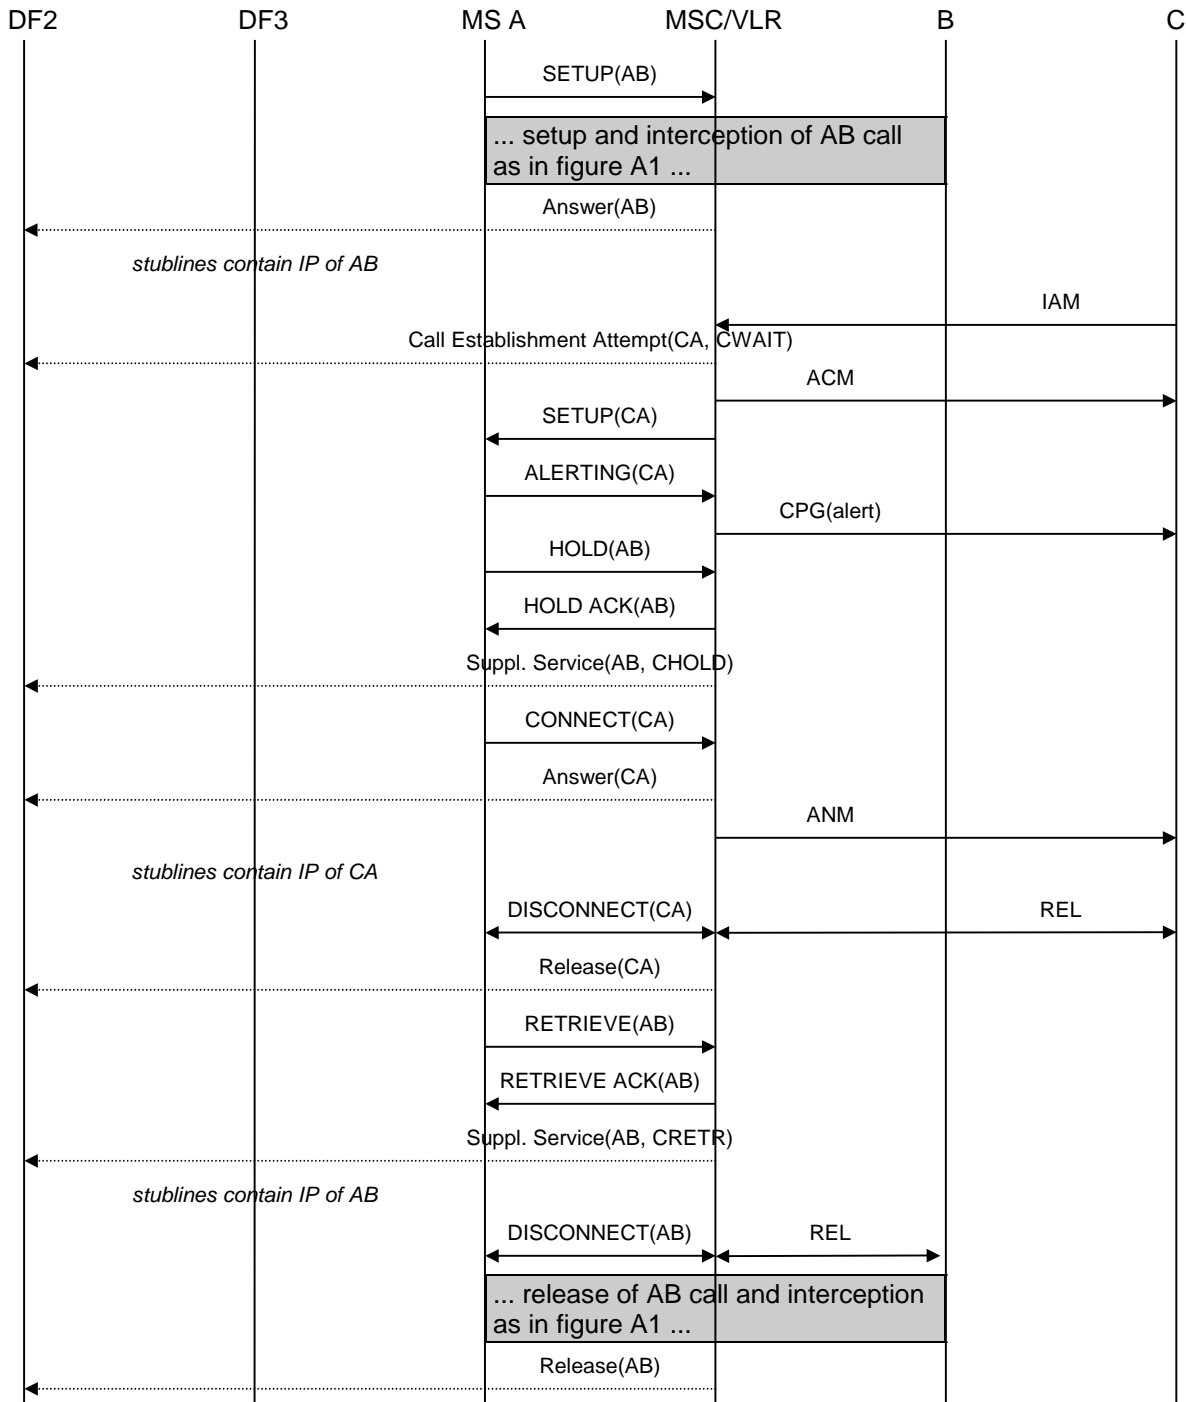 DF2 DF3 MS A MSC/VLR B C
SETUP(AB)
... setup and interception of AB call
as in figure A1 ...
Answer(AB)
stublines contain IP of AB
IAM
Call Establishment Attempt(CA, CWAIT)
ACM
SETUP(CA)
ALERTING(CA)
CPG(alert)
HOLD(AB)
HOLD ACK(AB)
Suppl. Service(AB, CHOLD)
CONNECT(CA)
Answer(CA)
ANM
stublines contain IP of CA
DISCONNECT(CA) REL
Release(CA)
RETRIEVE(AB)
RETRIEVE ACK(AB)
Suppl. Service(AB, CRETR)
stublines contain IP of AB
DISCONNECT(AB) REL
... release of AB call and interception
as in figure A1 ...
Release(AB)